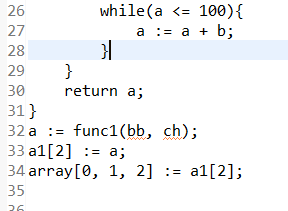 26 while(a <= 100){
27 a := a + b;
28 }
29 }
30 return a;
31 }
32 a := func1(bb, ch);
33 a1[2] := a;
34 array[0, 1, 2] := a1[2];
35
36